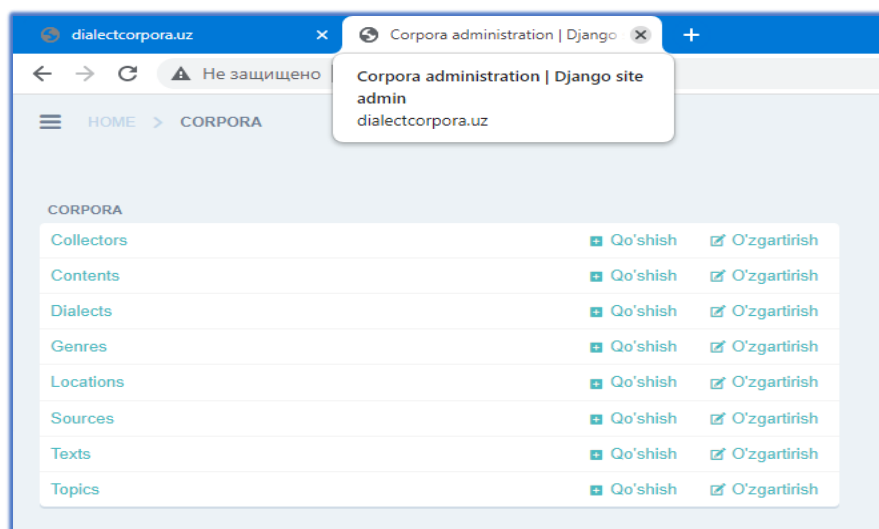 dialectcorpora.uz
Corpora administration | Django
Не защищено
Corpora administration | Django site
admin
dialectcorpora.uz
HOME > CORPORA
CORPORA
Collectors Qo'shish O'zgartirish
Contents Qo'shish O'zgartirish
Dialects Qo'shish O'zgartirish
Genres Qo'shish O'zgartirish
Locations Qo'shish O'zgartirish
Sources Qo'shish O'zgartirish
Texts Qo'shish O'zgartirish
Topics Qo'shish O'zgartirish